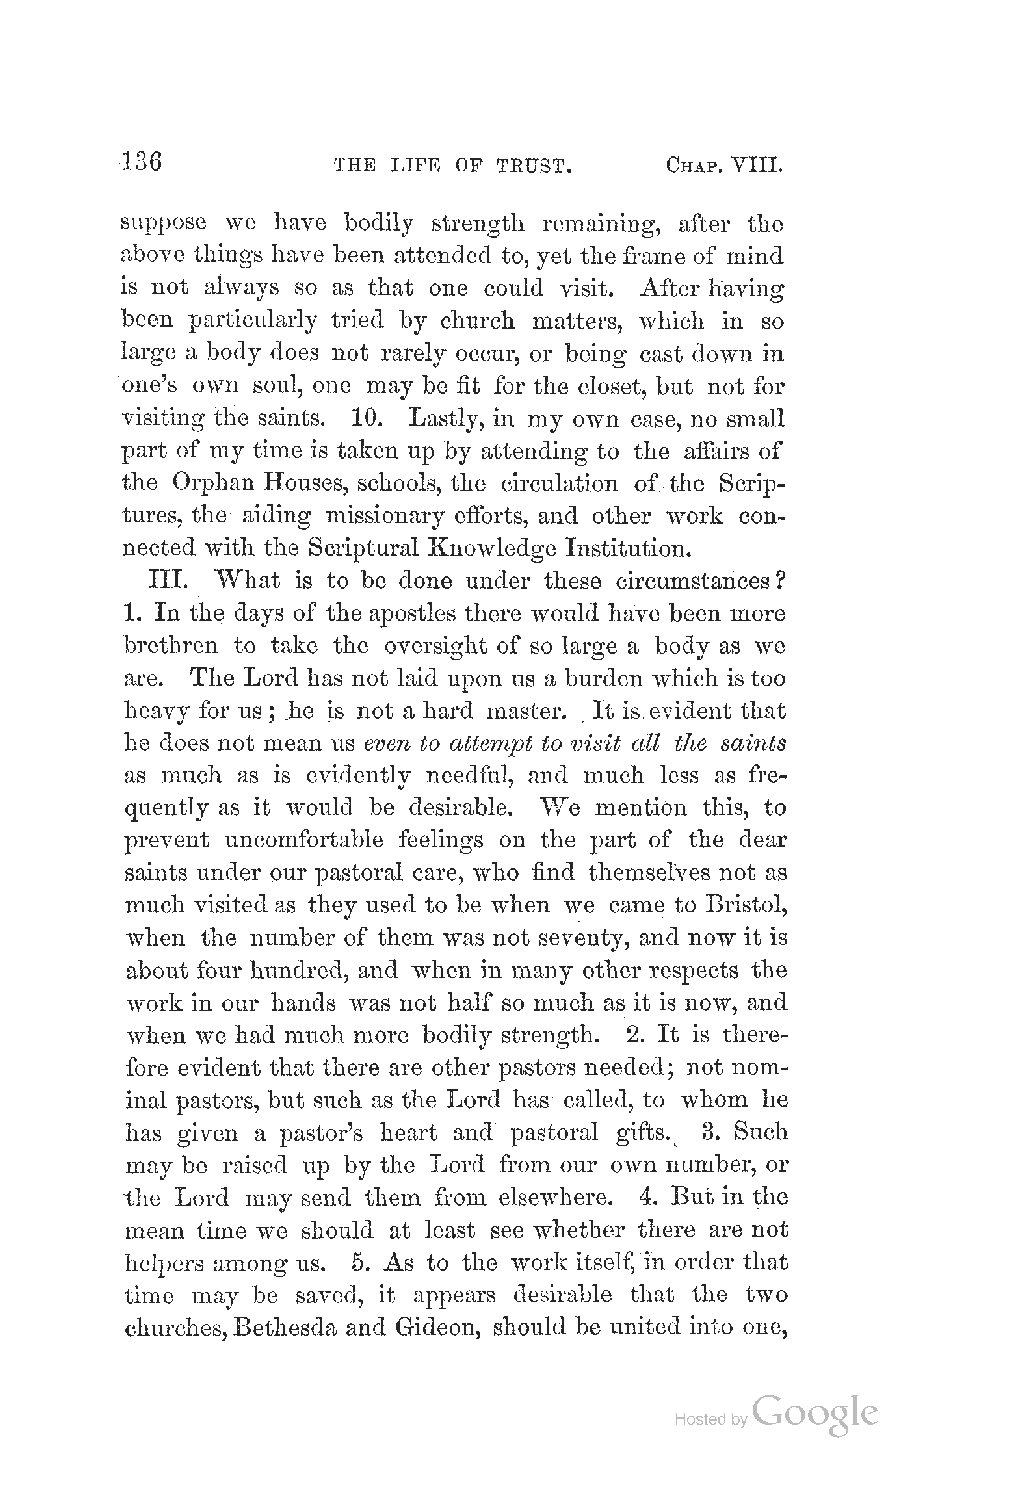 136 THE LIFE OF TRUST. CHAP. VIII.
suppose we have bodily strength remaining, after the
above things have been attended to, yet the frame of mind
is not always so as that one could visit. After having
been particularly tried by church matters, which in so
large a body does not rarely occur, or being cast down in
one's own soul, one may be fit for the closet, but not for
visiting the saints. 10. Lastly, in my own case, no small
part of my time is taken up by attending to the affairs of
the Orphan Houses, schools, the circulation of the Scrip-
tures, the aiding missionary efforts, and other work con-
nected with the Scriptural Knowledge Institution.
III. What is to be done under these circumstances?
1. In the days of the apostles there would have been more
brethren to take the oversight of so large a body as we
are. The Lord has not laid upon us a burden which is too
heavy for us; he is not a hard master. It is evident that
he does not mean us even to attempt to visit all the saints
as much as is evidently needful, and much less as fre-
quently as it would be desirable. We mention this, to
prevent uncomfortable feelings on the part of the dear
saints under our pastoral care, who find themselves not as
much visited as they used to be when we came to Bristol,
when the number of them was not seventy, and now it is
about four hundred, and when in many other respects the
work in our hands was not half so much as it is now, and
when we had much more bodily strength. 2. It is there-
fore evident that there are other pastors needed; not nom-
inal pastors, but such as the Lord has called, to whom he
has given a pastor's heart and pastoral gifts. 3. Such
may be raised up by the Lord from our own number, or
the Lord may send them from elsewhere. 4. But in the
mean time we should at least see whether there are not
helpers among us. 5. As to the work itself, in order that
time may be saved, it appears desirable that the two
churches, Bethesda and Gideon, should be united into one,
Hosted by Google